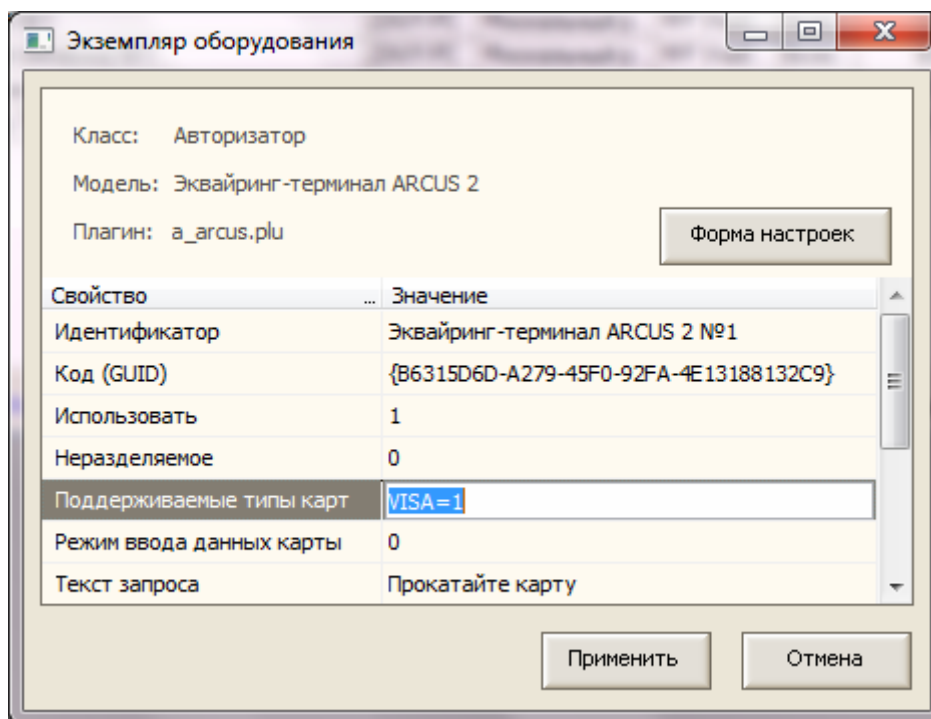 Экземпляр оборудования
Класс: Авторизатор
Модель: Эквайринг-терминал ARCUS 2
Плагин: a_arcus.plu
Форма настроек
Свойство ... Значение
Идентификатор Эквайринг-терминал ARCUS 2 №1
Код (GUID) {B6315D6D-A279-45F0-92FA-4E13188132C9}
Использовать 1
Неразделяемое 0
Поддерживаемые типы карт VISA=1
Режим ввода данных карты 0
Текст запроса Прокатайте карту
Применить Отмена